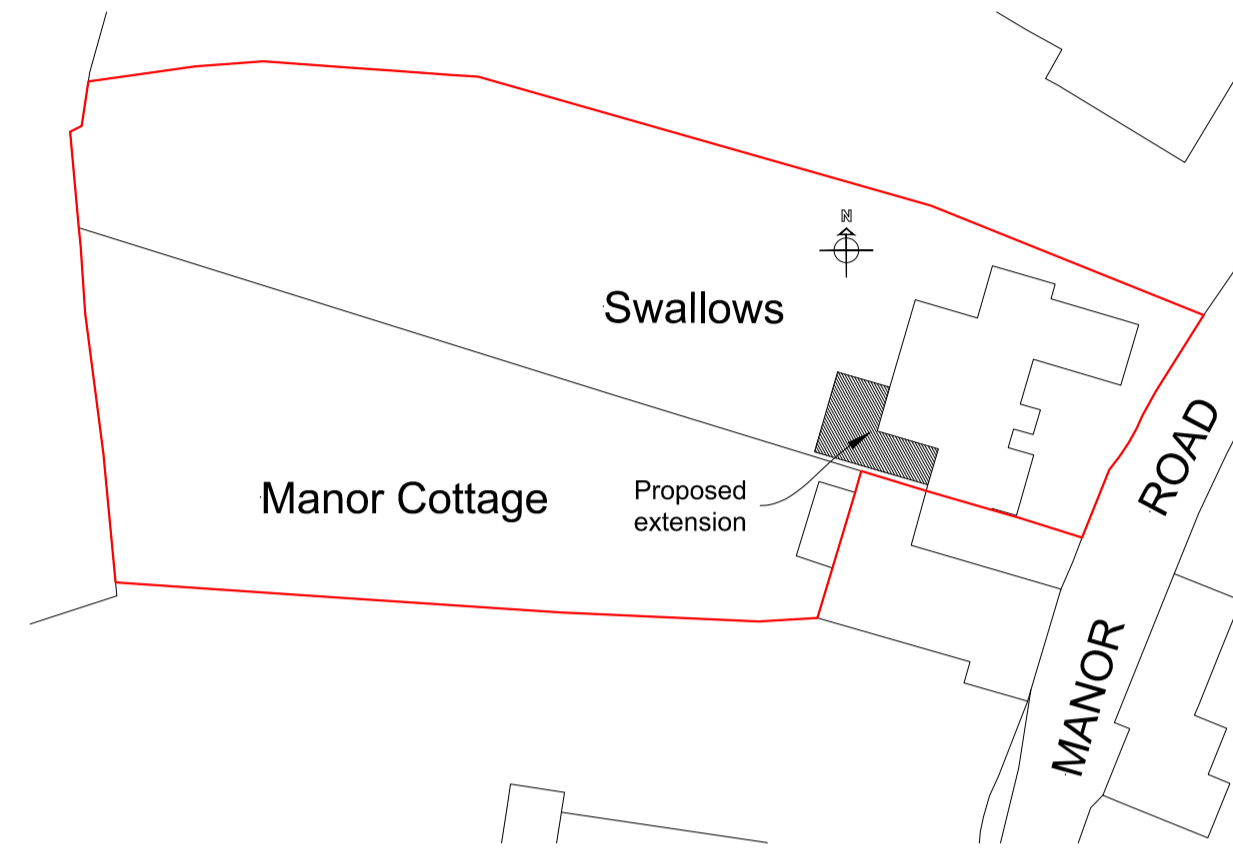 N
Swallows
Manor Cottage
Proposed
extension
MANOR ROAD